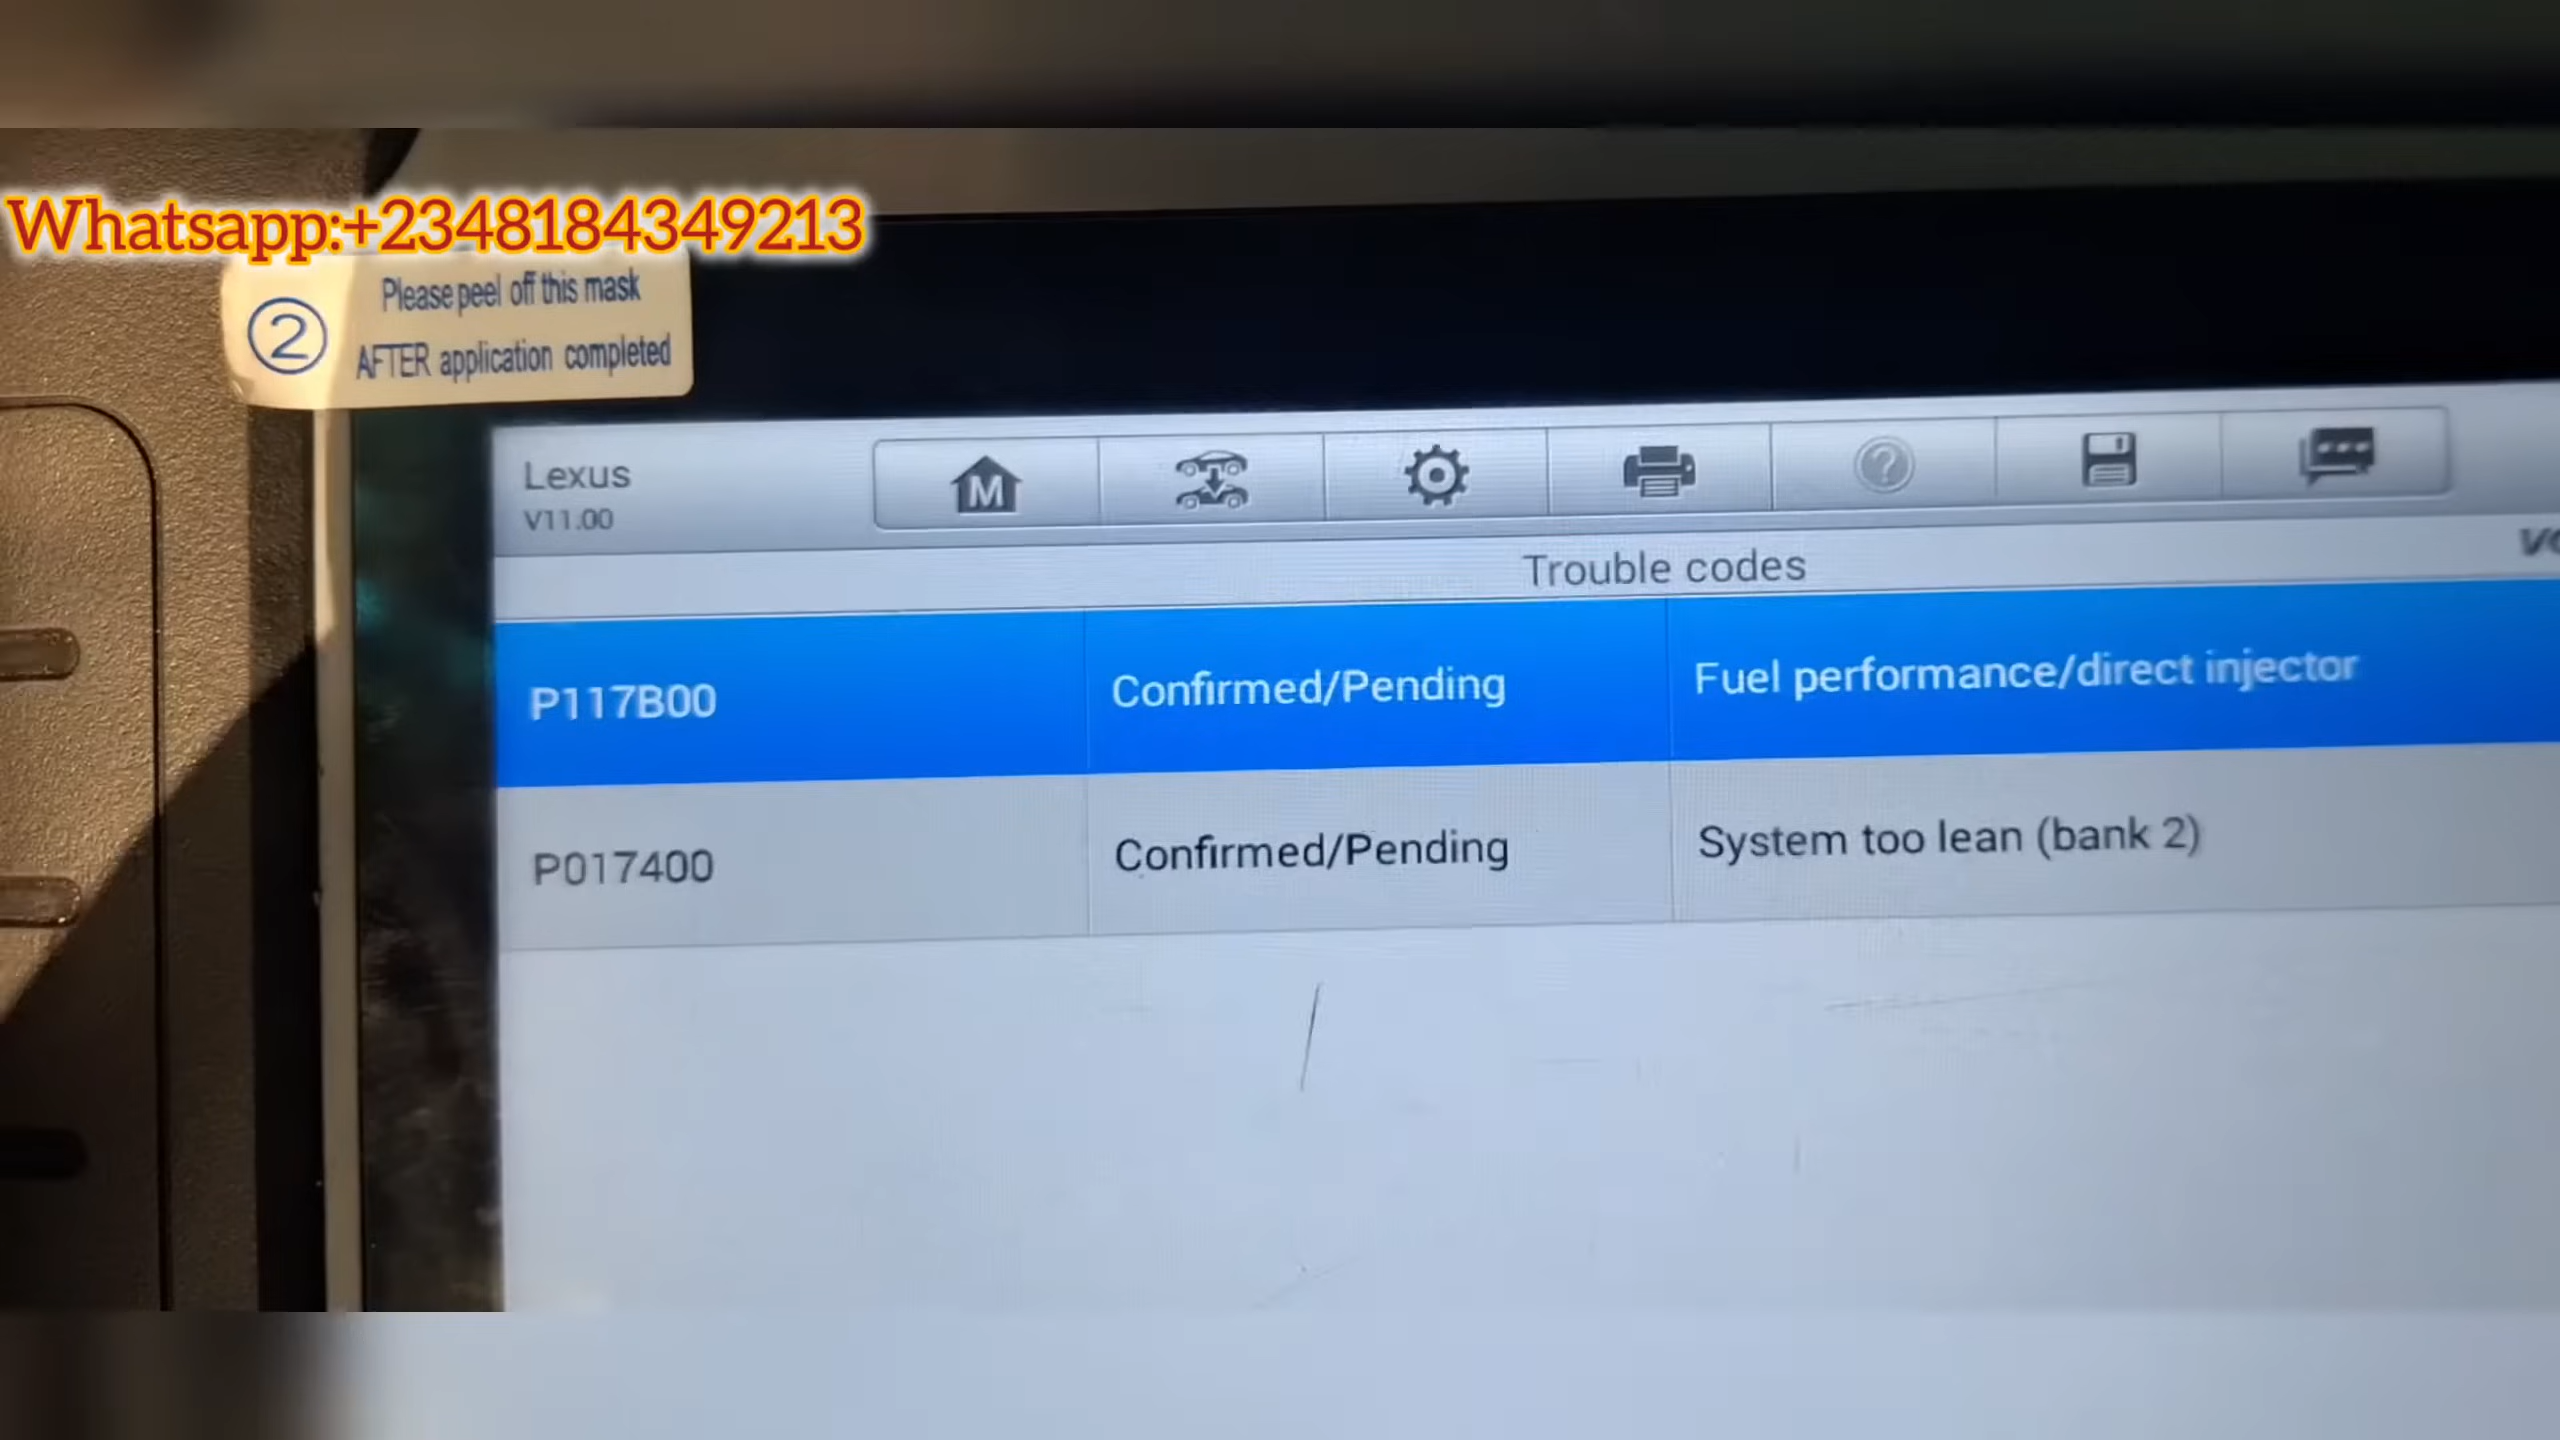 Whatsapp:+2348184349213
Please peel off this mask
2
AFTER application completed
Lexus
V11.00
M
?
Trouble codes
P117B00
Confirmed/Pending
Fuel performance/direct injector
P017400
Confirmed/Pending
System too lean (bank 2)